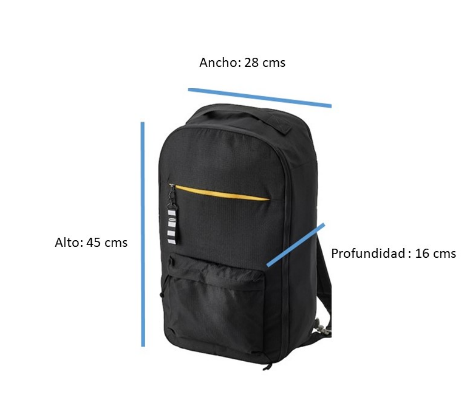 Ancho: 28 cms
Alto: 45 cms
Profundidad: 16 cms